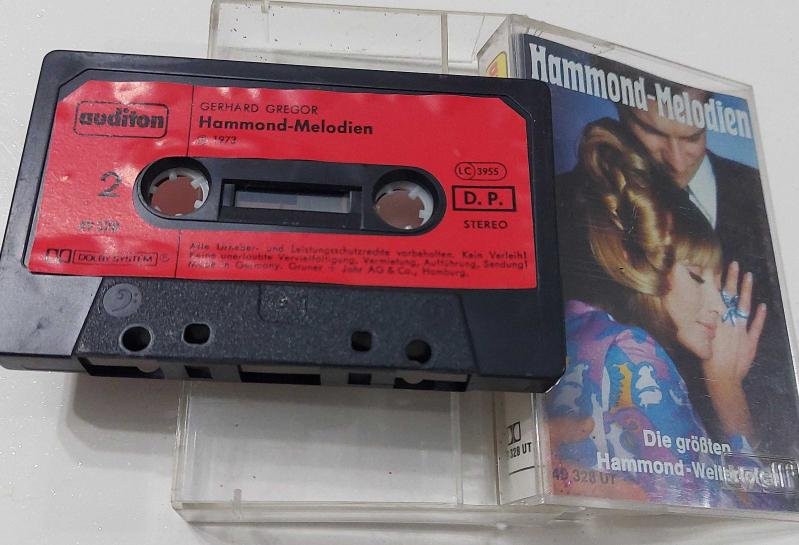 auditon
GERHARD GREGOR
Hammond-Melodien
℗ 1973
2
LC 3955
D. P.
STEREO
DOLBY SYSTEM ®
Alle Urheber- und Leistungsschutzrechte vorbehalten. Kein Verleih!
Keine unerlaubte Vervielfältigung, Vermietung, Aufführung, Sendung!
Made in Germany. Gruner + Jahr AG & Co., Hamburg.
Hammond-Melodien
Die größten
328 UT
49 328 UT